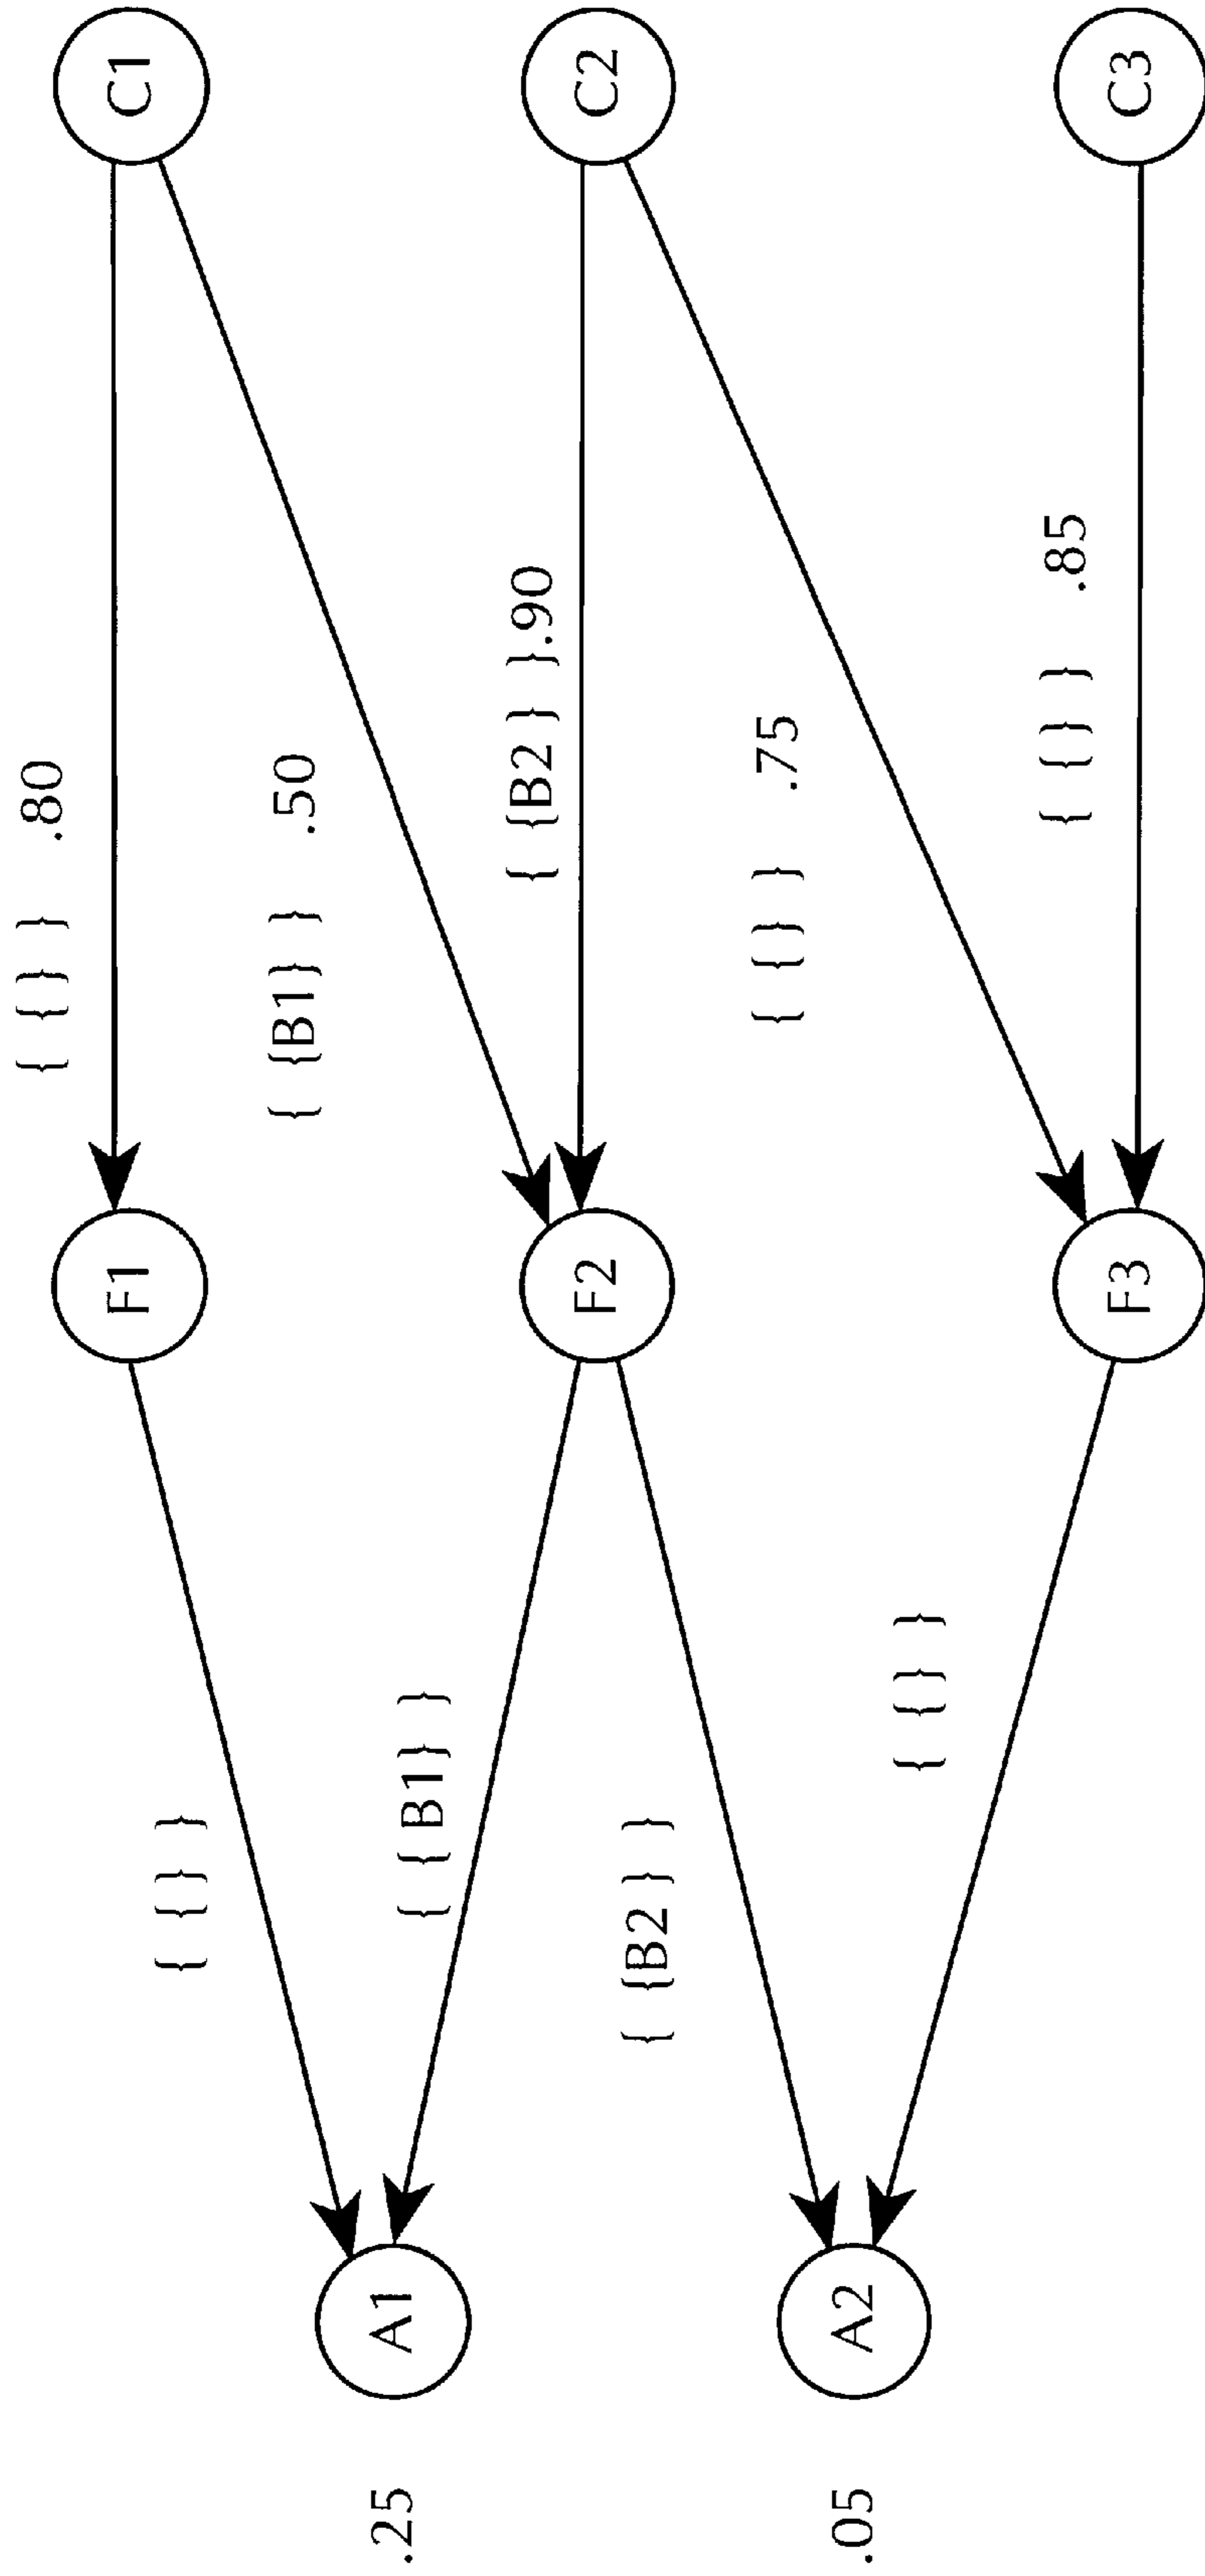 { {} } .80
F1 C1
{ {} }
{ {B1} } .50
.25 A1
{ {B1} }
{ {B2 } }.90
F2 C2
{ {B2 } }
{ {} } .75
.05 A2
{ {} }
{ {} } .85
F3 C3